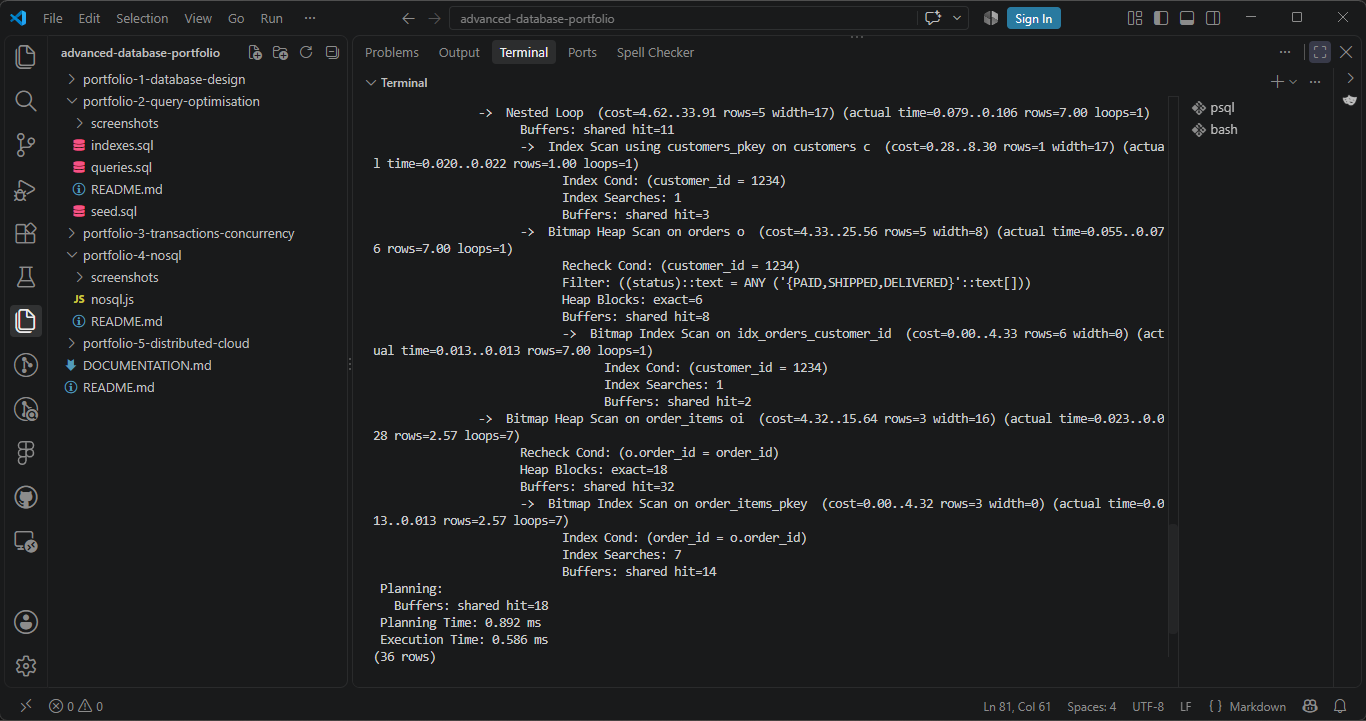 File Edit Selection View Go Run ···
advanced-database-portfolio
Sign In
advanced-database-portfolio
portfolio-1-database-design
portfolio-2-query-optimisation
screenshots
indexes.sql
queries.sql
README.md
seed.sql
portfolio-3-transactions-concurrency
portfolio-4-nosql
screenshots
JS nosql.js
README.md
portfolio-5-distributed-cloud
DOCUMENTATION.md
README.md
Problems Output Terminal Ports Spell Checker
Terminal
-> Nested Loop (cost=4.62..33.91 rows=5 width=17) (actual time=0.079..0.106 rows=7.00 loops=1)
Buffers: shared hit=11
-> Index Scan using customers_pkey on customers c (cost=0.28..8.30 rows=1 width=17) (actua
l time=0.020..0.022 rows=1.00 loops=1)
Index Cond: (customer_id = 1234)
Index Searches: 1
Buffers: shared hit=3
-> Bitmap Heap Scan on orders o (cost=4.33..25.56 rows=5 width=8) (actual time=0.055..0.07
6 rows=7.00 loops=1)
Recheck Cond: (customer_id = 1234)
Filter: ((status)::text = ANY ('{PAID,SHIPPED,DELIVERED}'::text[]))
Heap Blocks: exact=6
Buffers: shared hit=8
-> Bitmap Index Scan on idx_orders_customer_id (cost=0.00..4.33 rows=6 width=0) (act
ual time=0.013..0.013 rows=7.00 loops=1)
Index Cond: (customer_id = 1234)
Index Searches: 1
Buffers: shared hit=2
-> Bitmap Heap Scan on order_items oi (cost=4.32..15.64 rows=3 width=16) (actual time=0.023..0.0
28 rows=2.57 loops=7)
Recheck Cond: (o.order_id = order_id)
Heap Blocks: exact=18
Buffers: shared hit=32
-> Bitmap Index Scan on order_items_pkey (cost=0.00..4.32 rows=3 width=0) (actual time=0.0
13..0.013 rows=2.57 loops=7)
Index Cond: (order_id = o.order_id)
Index Searches: 7
Buffers: shared hit=14
Planning:
Buffers: shared hit=18
Planning Time: 0.892 ms
Execution Time: 0.586 ms
(36 rows)
psql
bash
0 0
Ln 81, Col 61 Spaces: 4 UTF-8 LF { } Markdown